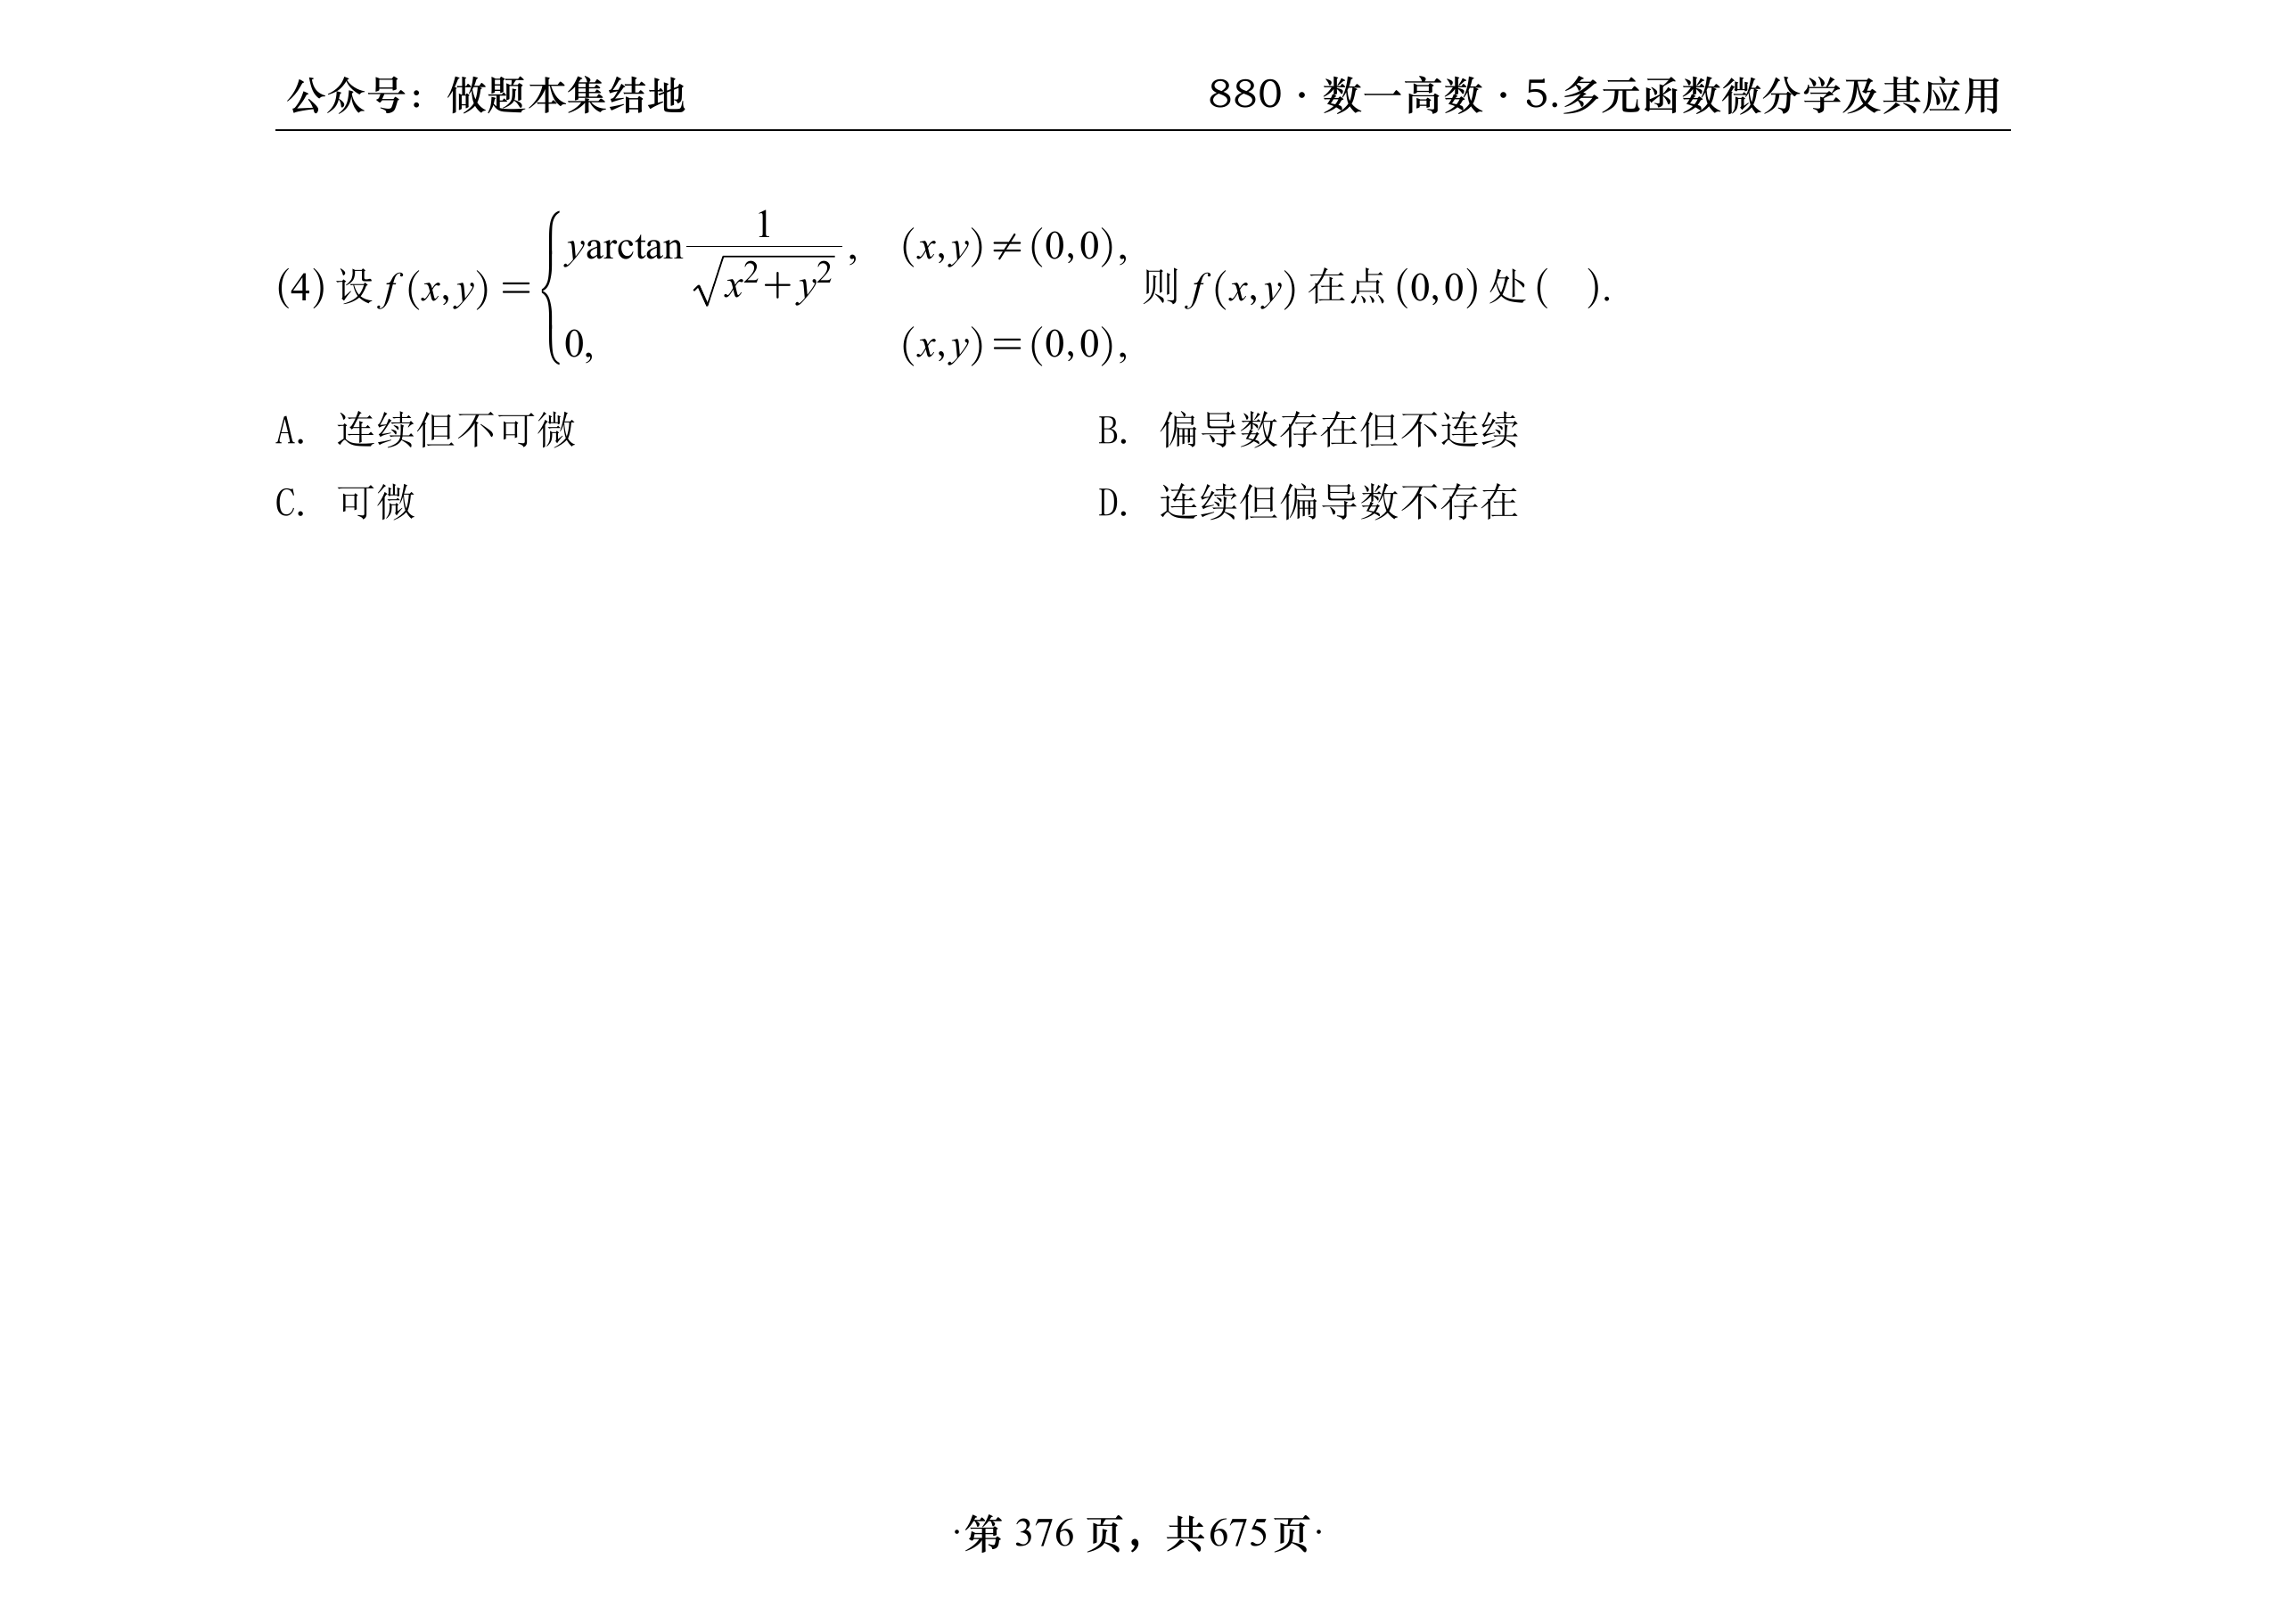 公众号：做题本集结地
880·数一高数·5.多元函数微分学及其应用
(4) 设 $f(x,y)=\begin{cases} y\arctan\dfrac{1}{\sqrt{x^2+y^2}}, & (x,y)\neq(0,0), \\ 0, & (x,y)=(0,0), \end{cases}$ 则 $f(x,y)$ 在点 $(0,0)$ 处(　).
A. 连续但不可微
B. 偏导数存在但不连续
C. 可微
D. 连续但偏导数不存在
·第 376 页，共675页·